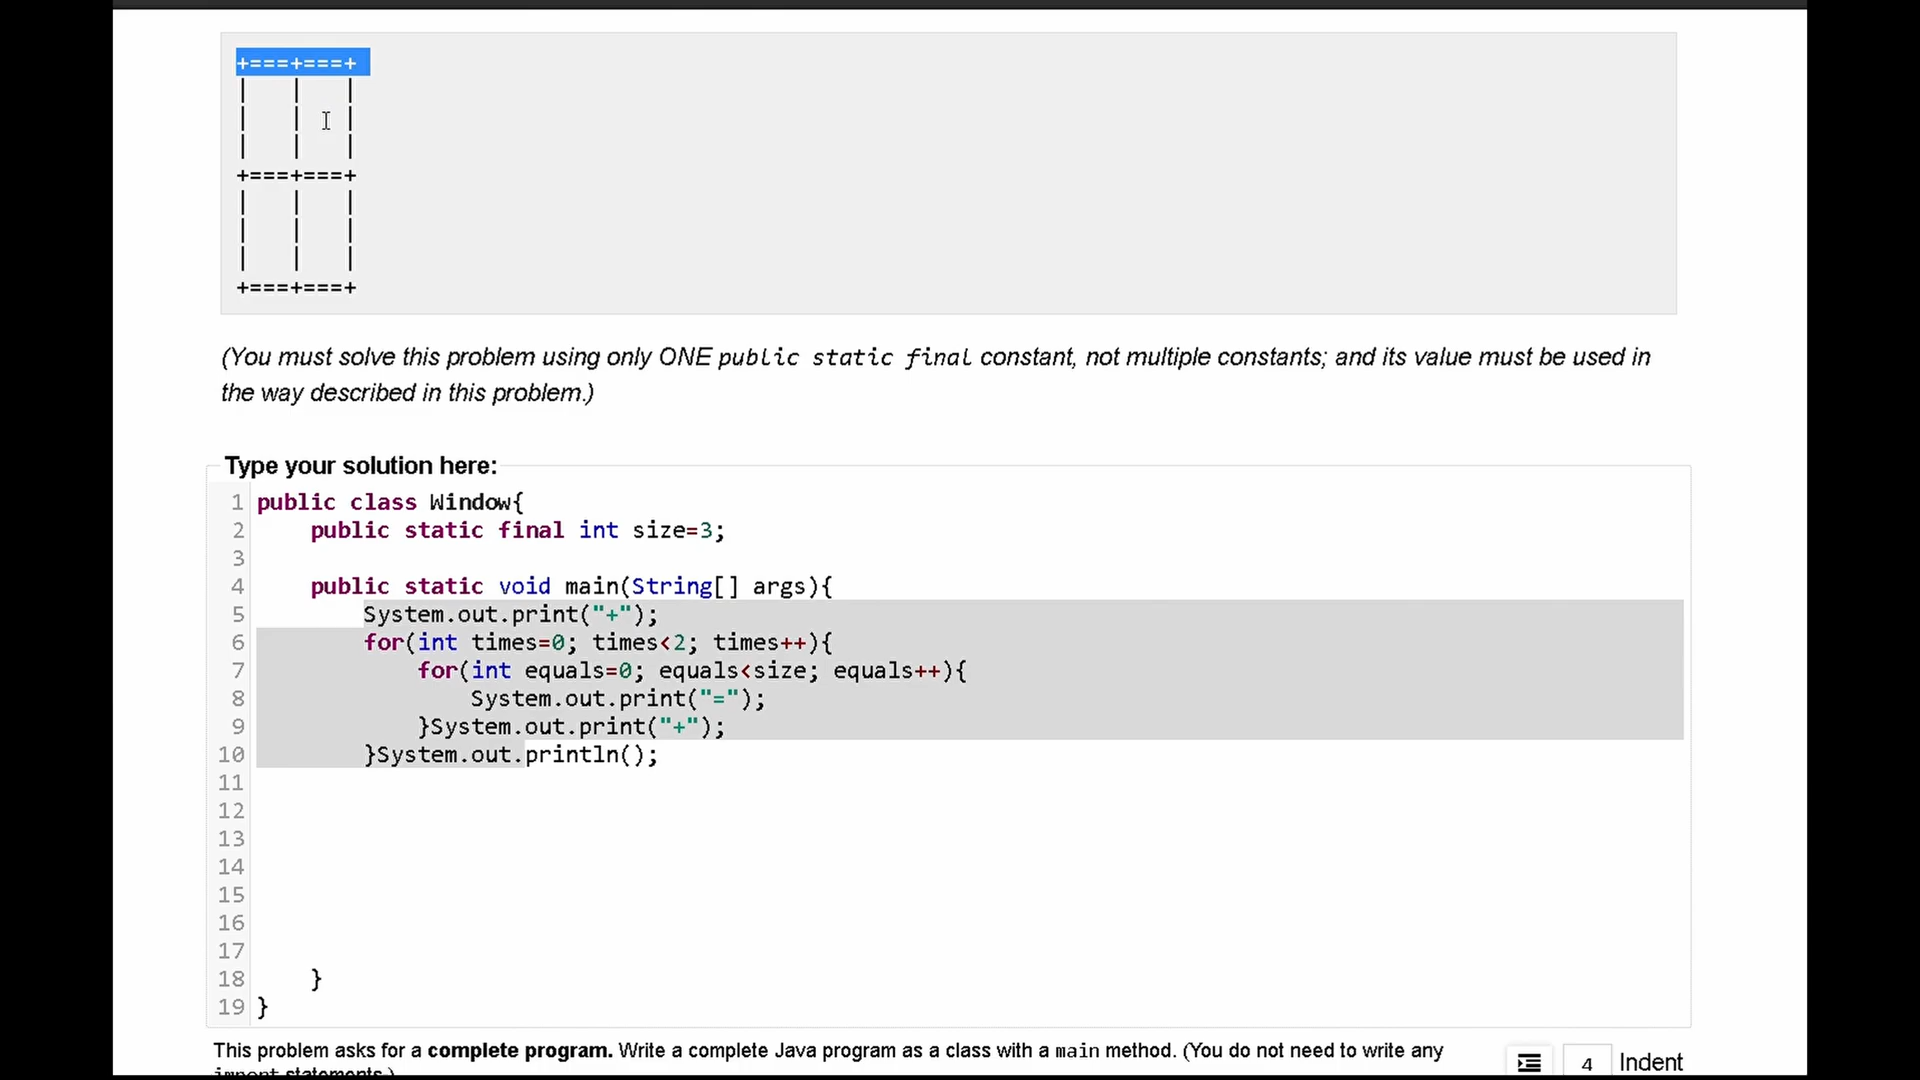 +===+===+
|   |   |
|   |   |
|   |   |
+===+===+
|   |   |
|   |   |
|   |   |
+===+===+
(You must solve this problem using only ONE public static final constant, not multiple constants; and its value must be used in
the way described in this problem.)
Type your solution here:
1 public class Window{
2     public static final int size=3;
3
4     public static void main(String[] args){
5         System.out.print("+");
6         for(int times=0; times<2; times++){
7             for(int equals=0; equals<size; equals++){
8                 System.out.print("=");
9             }System.out.print("+");
10         }System.out.println();
11
12
13
14
15
16
17
18     }
19 }
This problem asks for a complete program. Write a complete Java program as a class with a main method. (You do not need to write any
import statements.)
4 Indent